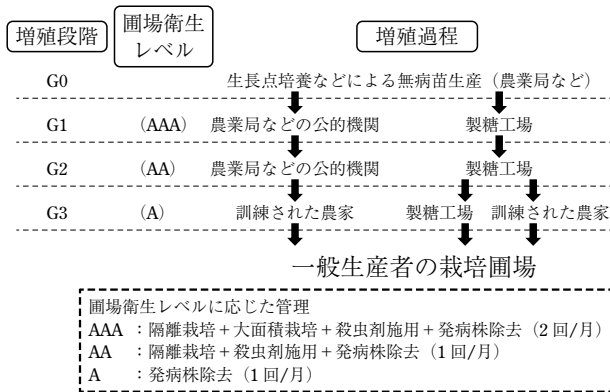 増殖段階 圃場衛生レベル 増殖過程
G0 生長点培養などによる無病苗生産（農業局など）
G1 （AAA） 農業局などの公的機関 製糖工場
G2 （AA） 農業局などの公的機関 製糖工場
G3 （A） 訓練された農家 製糖工場 訓練された農家
一般生産者の栽培圃場
圃場衛生レベルに応じた管理
AAA ：隔離栽培＋大面積栽培＋殺虫剤施用＋発病株除去（2 回/月）
AA ：隔離栽培＋殺虫剤施用＋発病株除去（1 回/月）
A ：発病株除去（1 回/月）